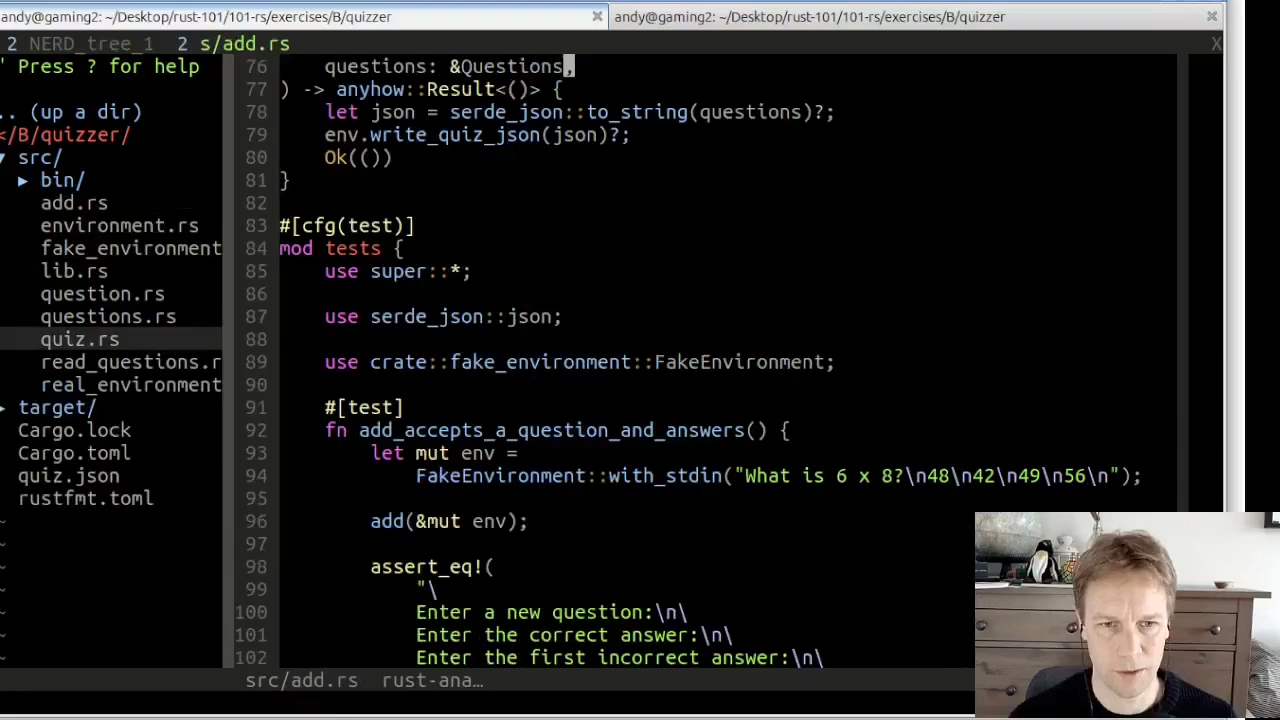 andy@gaming2: ~/Desktop/rust-101/101-rs/exercises/B/quizzer
andy@gaming2: ~/Desktop/rust-101/101-rs/exercises/B/quizzer
2 NERD_tree_1 2 s/add.rs X
" Press ? for help
.. (up a dir)
</B/quizzer/
▼ src/
▸ bin/
add.rs
environment.rs
fake_environment
lib.rs
question.rs
questions.rs
quiz.rs
read_questions.r
real_environment
▸ target/
Cargo.lock
Cargo.toml
quiz.json
rustfmt.toml
~
~
~
~
~
~
~
76     questions: &Questions,
77 ) -> anyhow::Result<()> {
78     let json = serde_json::to_string(questions)?;
79     env.write_quiz_json(json)?;
80     Ok(())
81 }
82
83 #[cfg(test)]
84 mod tests {
85     use super::*;
86
87     use serde_json::json;
88
89     use crate::fake_environment::FakeEnvironment;
90
91     #[test]
92     fn add_accepts_a_question_and_answers() {
93         let mut env =
94             FakeEnvironment::with_stdin("What is 6 x 8?\n48\n42\n49\n56\n");
95
96         add(&mut env);
97
98         assert_eq!(
99             "\
100             Enter a new question:\n\
101             Enter the correct answer:\n\
102             Enter the first incorrect answer:\n\
src/add.rs rust-ana…